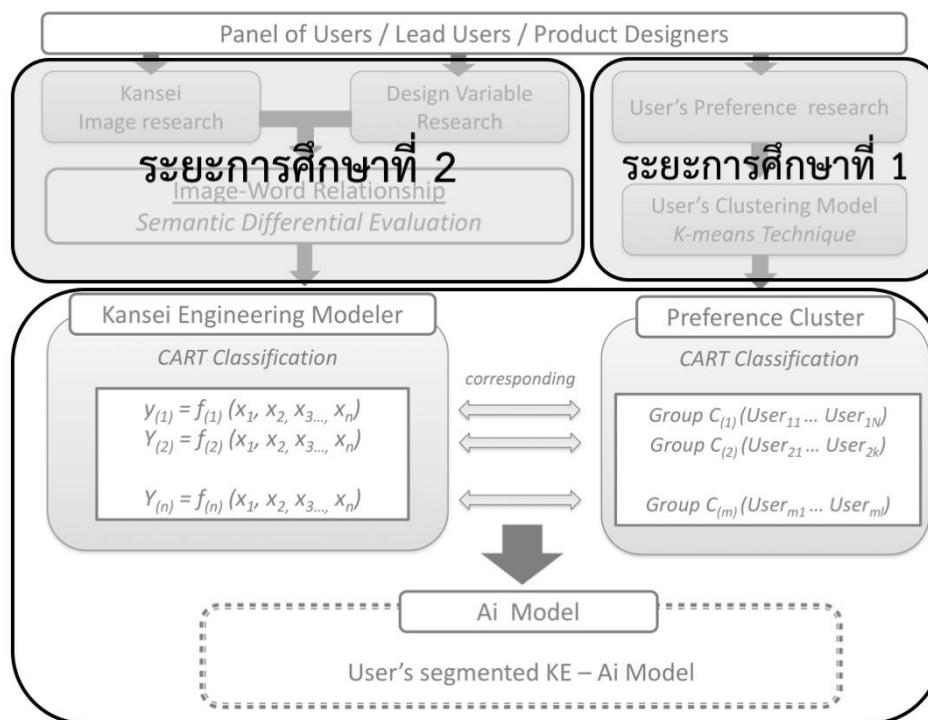 Panel of Users / Lead Users / Product Designers
Kansei
Image research
Design Variable
Research
ระยะการศึกษาที่ 2
Image-Word Relationship
Semantic Differential Evaluation
User's Preference research
ระยะการศึกษาที่ 1
User's Clustering Model
K-means Technique
Kansei Engineering Modeler
CART Classification
y(1) = f(1) (x1, x2, x3..., xn)
Y(2) = f(2) (x1, x2, x3..., xn)
Y(n) = f(n) (x1, x2, x3..., xn)
corresponding
Preference Cluster
CART Classification
Group C(1) (User11 ... User1N)
Group C(2) (User21 ... User2k)
Group C(m) (Userm1 ... Userml)
Ai Model
User's segmented KE – Ai Model